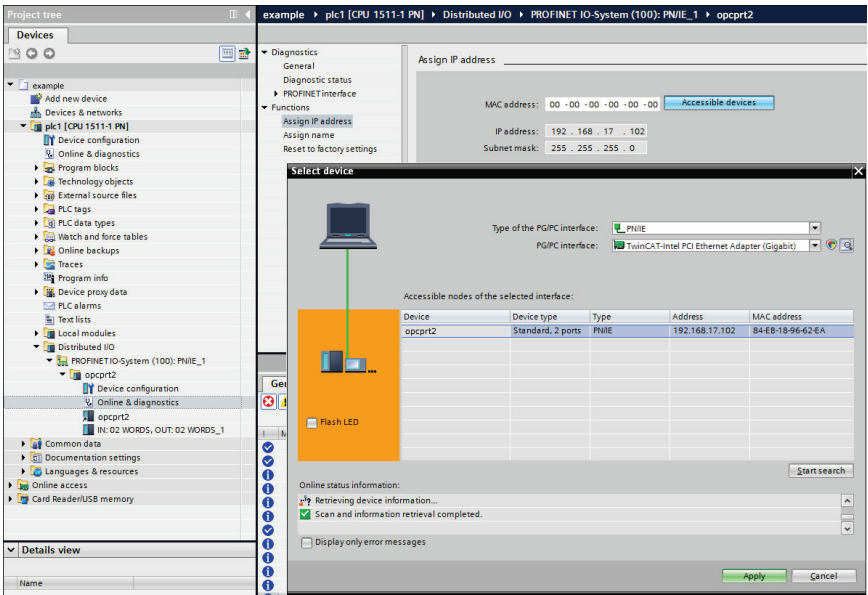 Project tree
example ▸ plc1 [CPU 1511-1 PN] ▸ Distributed I/O ▸ PROFINET IO-System (100): PN/IE_1 ▸ opcprt2
Devices
example
Add new device
Devices & networks
plc1 [CPU 1511-1 PN]
Device configuration
Online & diagnostics
Program blocks
Technology objects
External source files
PLC tags
PLC data types
Watch and force tables
Online backups
Traces
Program info
Device proxy data
PLC alarms
Text lists
Local modules
Distributed I/O
PROFINET IO-System (100): PN/IE_1
opcprt2
Device configuration
Online & diagnostics
opcprt2
IN: 02 WORDS, OUT: 02 WORDS_1
Common data
Documentation settings
Languages & resources
Online access
Card Reader/USB memory
Details view
Name
Diagnostics
General
Diagnostic status
PROFINET interface
Functions
Assign IP address
Assign name
Reset to factory settings
Assign IP address
MAC address: 00 -00 -00 -00 -00 -00 Accessible devices
IP address: 192 . 168 . 17 . 102
Subnet mask: 255 . 255 . 255 . 0
Select device
Type of the PG/PC interface: PN/IE
PG/PC interface: TwinCAT-Intel PCI Ethernet Adapter (Gigabit)
Accessible nodes of the selected interface:
Device Device type Type Address MAC address
opcprt2 Standard, 2 ports PN/IE 192.168.17.102 84-EB-18-96-62-EA
Flash LED
Start search
Online status information:
Retrieving device information...
Scan and information retrieval completed.
Display only error messages
Apply Cancel